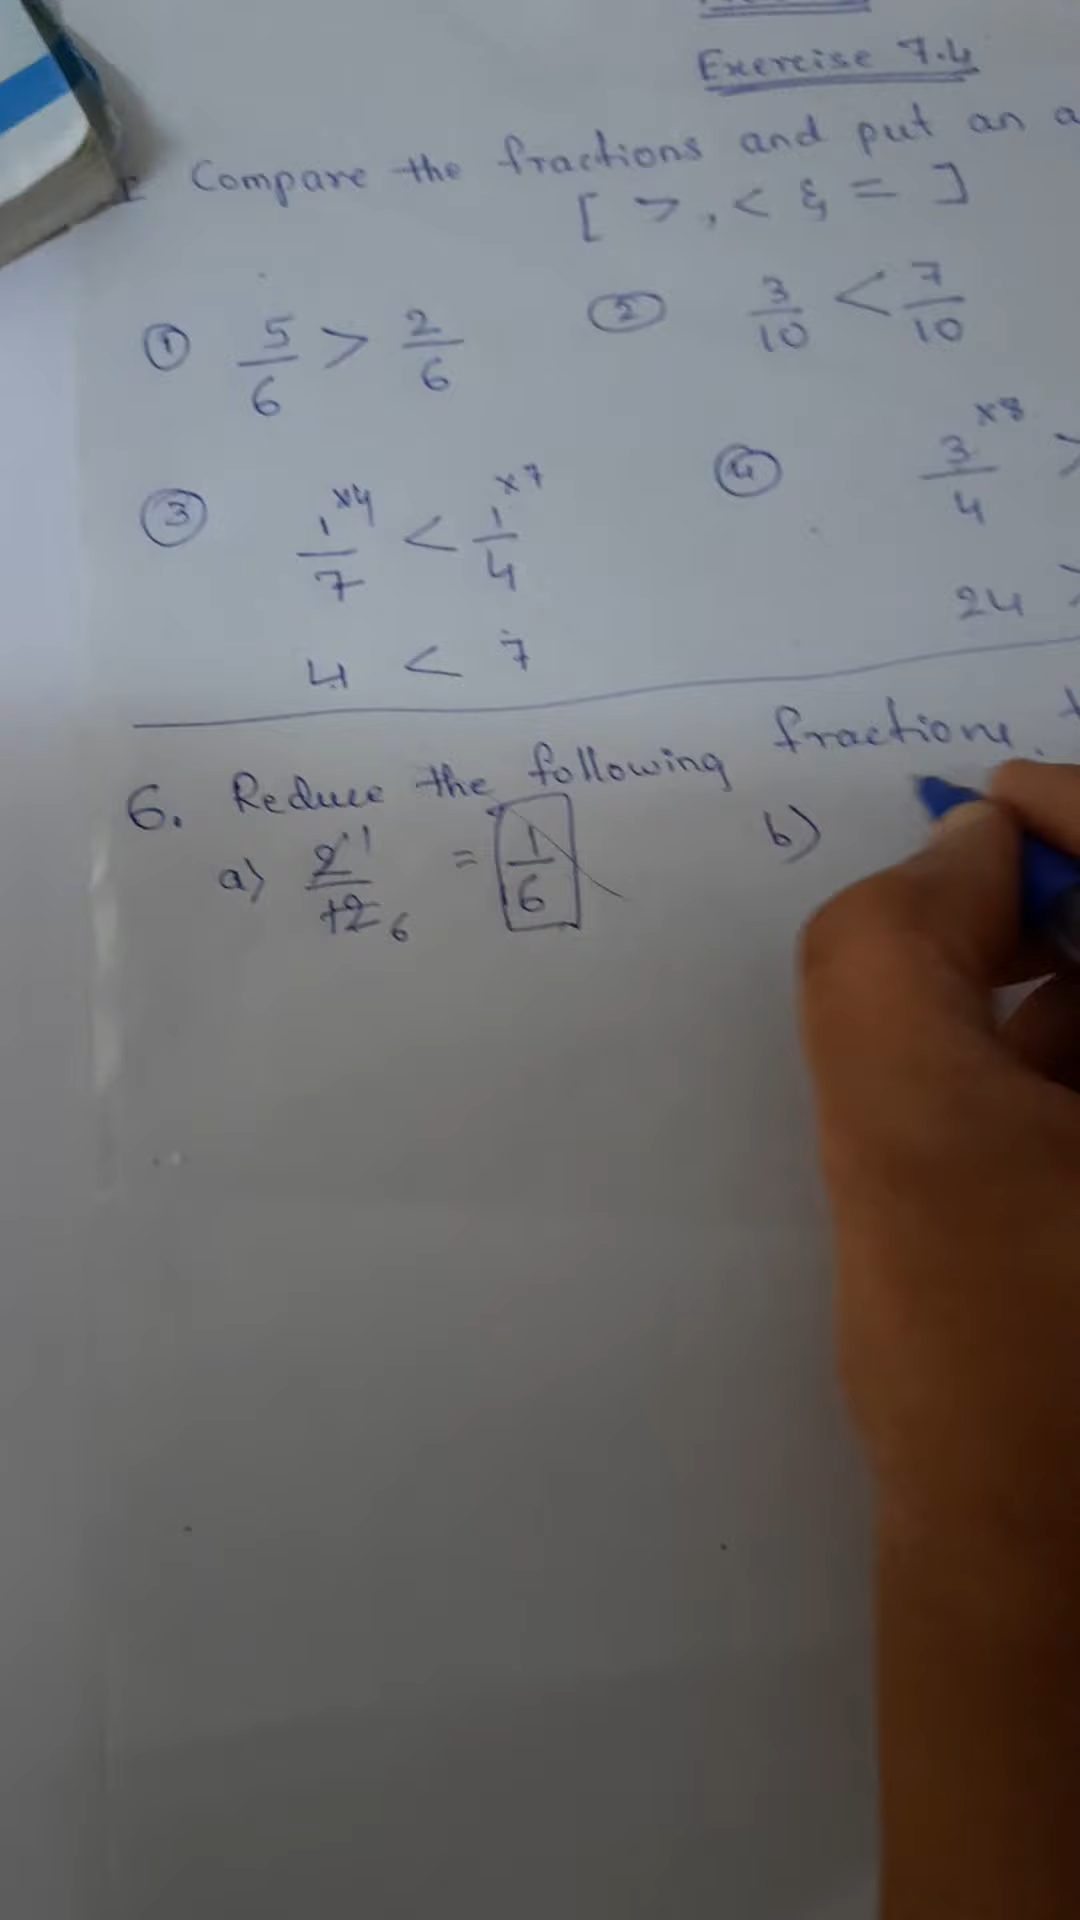 Exercise 7.4
I Compare the fractions and put an a
[ >, < & = ]
① 5/6 > 2/6 ② 3/10 < 7/10
③ 1/7 ×4 < 1/4 ×7 ④ 3/4 ×8 >
4 < 7 24 >
6. Reduce the following fractions. t
a) 2/12 1 6 = 1/6 b)